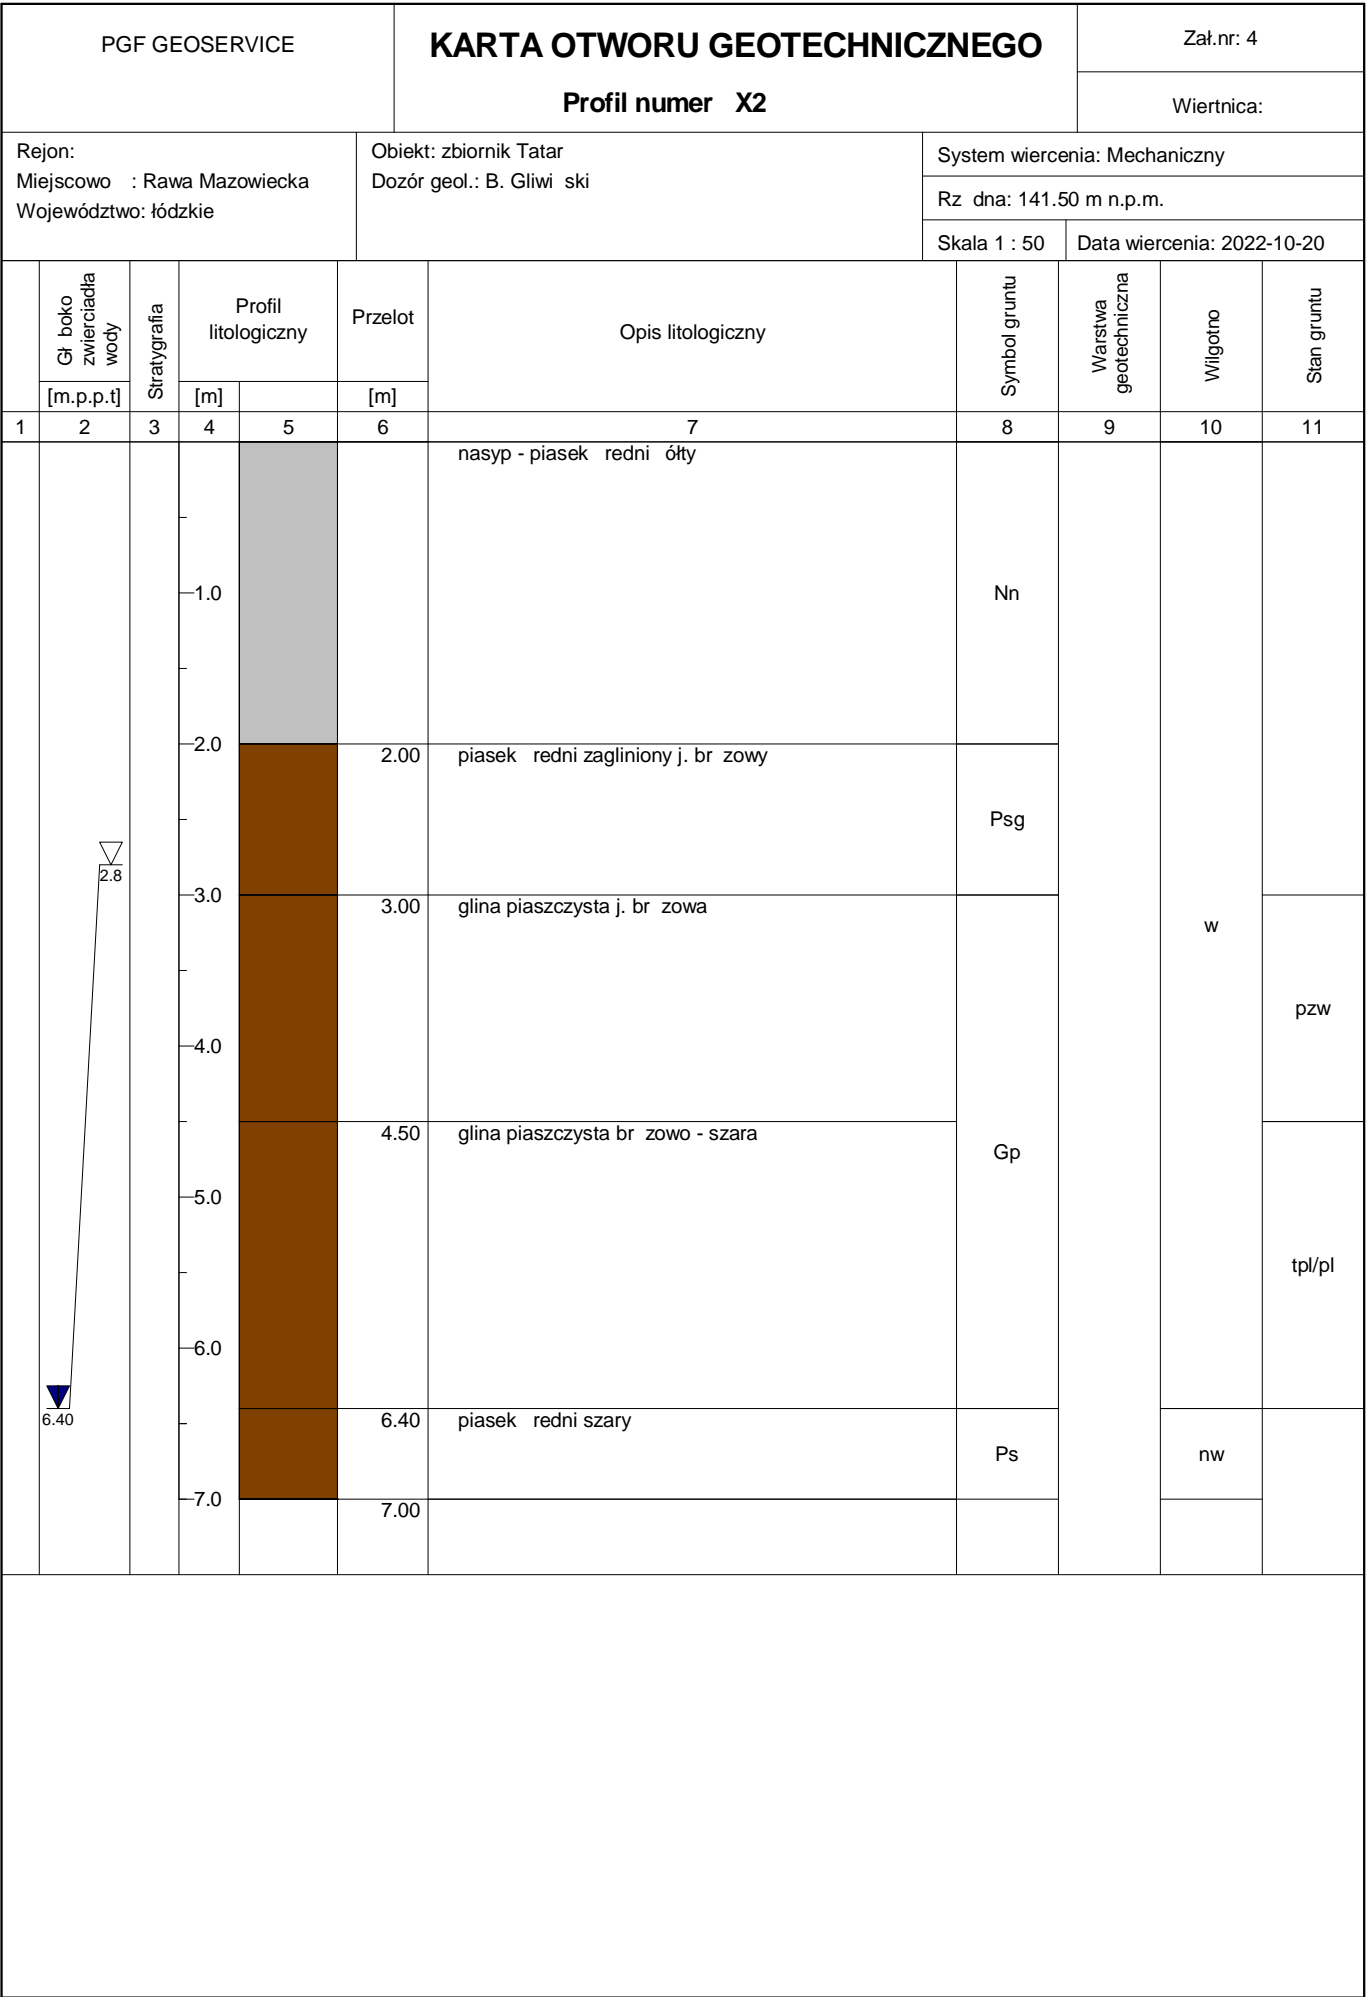 PGF GEOSERVICE
KARTA OTWORU GEOTECHNICZNEGO
Profil numer X2
Zał.nr: 4
Wiertnica:
Rejon:
Miejscowo : Rawa Mazowiecka
Województwo: łódzkie
Obiekt: zbiornik Tatar
Dozór geol.: B. Gliwi ski
System wiercenia: Mechaniczny
Rz dna: 141.50 m n.p.m.
Skala 1 : 50
Data wiercenia: 2022-10-20
Gł boko
zwierciadła
wody
[m.p.p.t]
Stratygrafia
Profil
litologiczny
[m]
Przelot
[m]
Opis litologiczny
Symbol gruntu
Warstwa
geotechniczna
Wilgotno
Stan gruntu
1 2 3 4 5 6 7 8 9 10 11
nasyp - piasek redni ółty
1.0
Nn
2.0
2.00 piasek redni zagliniony j. br zowy
Psg
2.8
3.0
3.00 glina piaszczysta j. br zowa
w
pzw
4.0
4.50 glina piaszczysta br zowo - szara
Gp
5.0
tpl/pl
6.0
6.40
6.40 piasek redni szary
Ps
nw
7.0
7.00